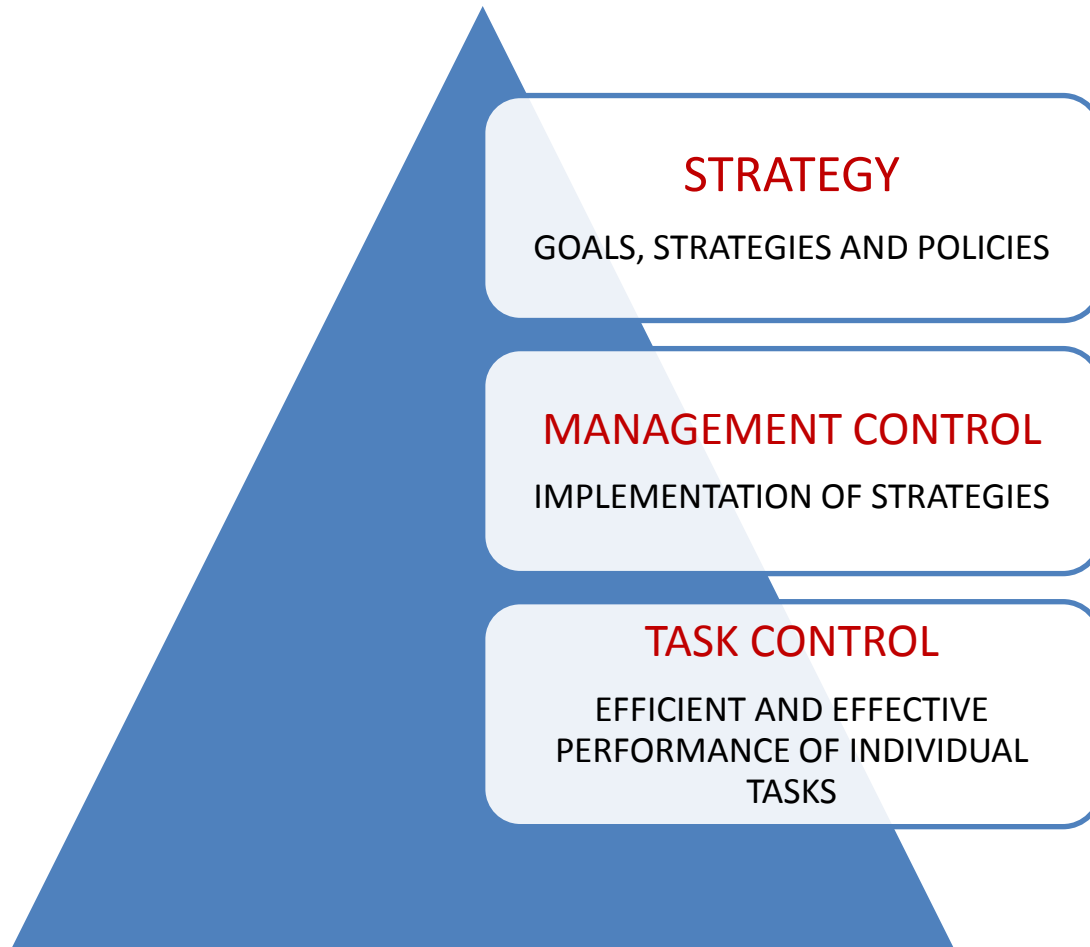 STRATEGY
GOALS, STRATEGIES AND POLICIES
MANAGEMENT CONTROL
IMPLEMENTATION OF STRATEGIES
TASK CONTROL
EFFICIENT AND EFFECTIVE
PERFORMANCE OF INDIVIDUAL
TASKS